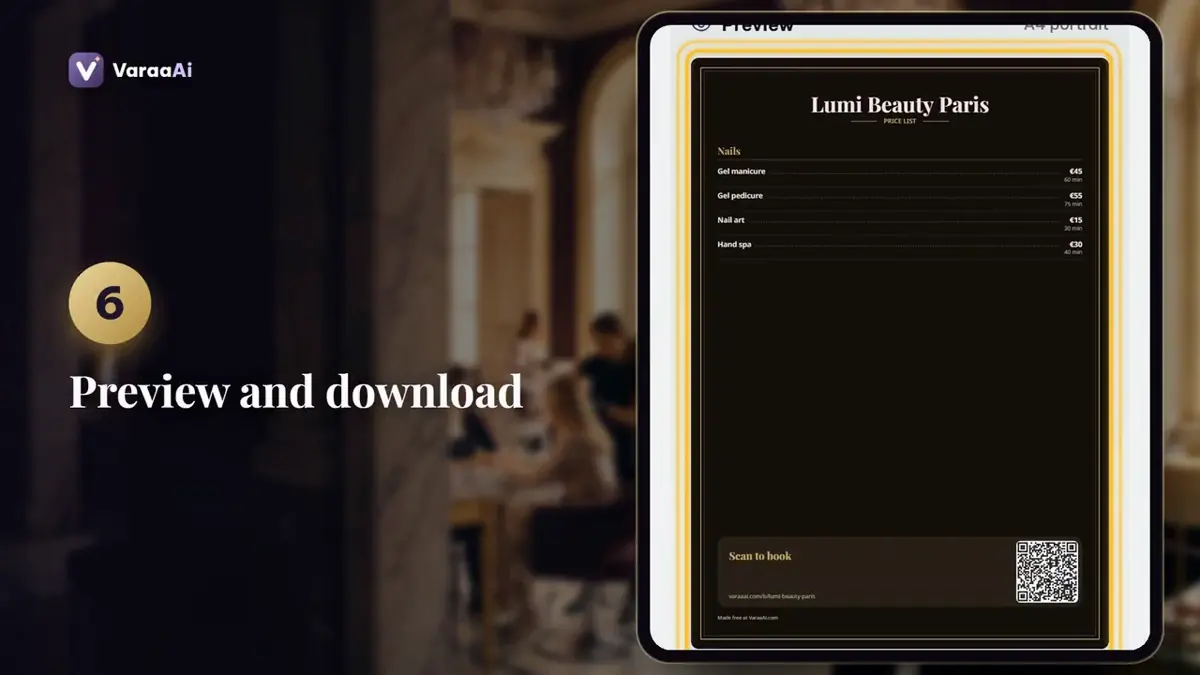 VaraaAi
6
Preview and download
Preview
A4 portrait
Lumi Beauty Paris
PRICE LIST
Nails
Gel manicure €45
60 min
Gel pedicure €55
75 min
Nail art €15
30 min
Hand spa €30
40 min
Scan to book
varaaai.com/b/lumi-beauty-paris
Made free at VaraaAi.com